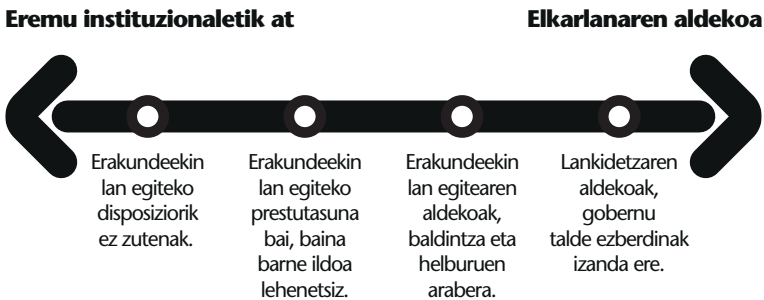 Eremu instituzionaletik at
Elkarlanaren aldekoa
Erakundeekin
lan egiteko
disposiziorik
ez zutenak.
Erakundeekin
lan egiteko
prestutasuna
bai, baina
barne ildoa
lehenetsiz.
Erakundeekin
lan egitearen
aldekoak,
baldintza eta
helburuen
arabera.
Lankidetzaren
aldekoak,
gobernu
talde ezberdinak
izanda ere.